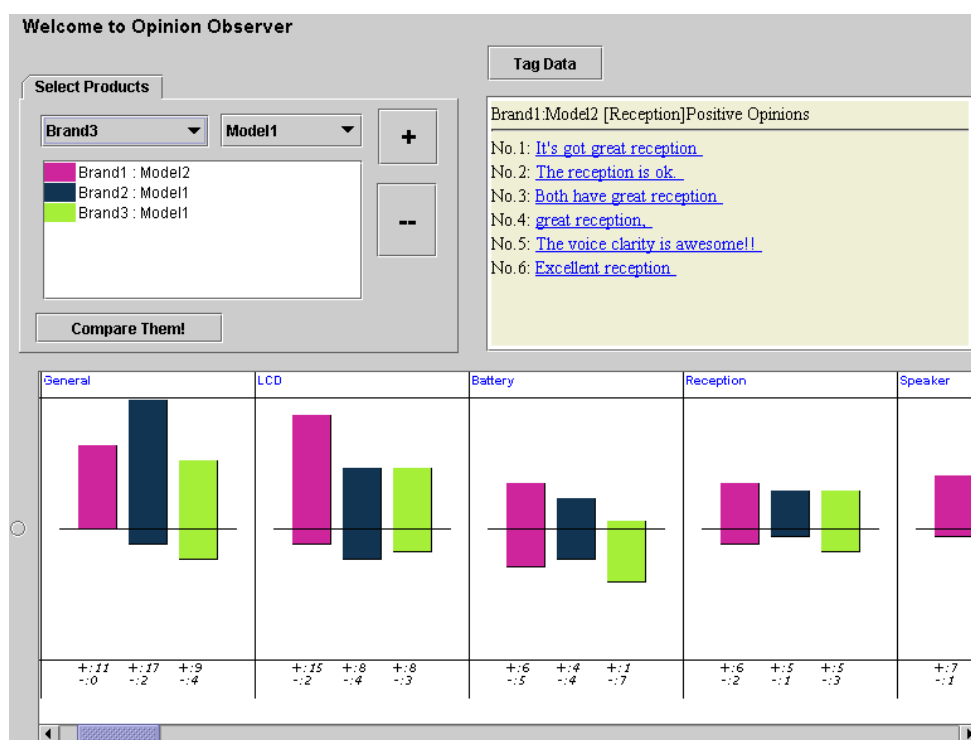 Welcome to Opinion Observer
Tag Data
Select Products
Brand3 Model1 +
Brand1 : Model2
Brand2 : Model1
Brand3 : Model1
--
Compare Them!
Brand1:Model2 [Reception]Positive Opinions
No.1: It's got great reception
No.2: The reception is ok.
No.3: Both have great reception
No.4: great reception,
No.5: The voice clarity is awesome!!
No.6: Excellent reception
General LCD Battery Reception Speaker
+:11 +:17 +:9 +:15 +:8 +:8 +:6 +:4 +:1 +:6 +:5 +:5 +:7
-:0 -:2 -:4 -:2 -:4 -:3 -:5 -:4 -:7 -:2 -:1 -:3 -:1